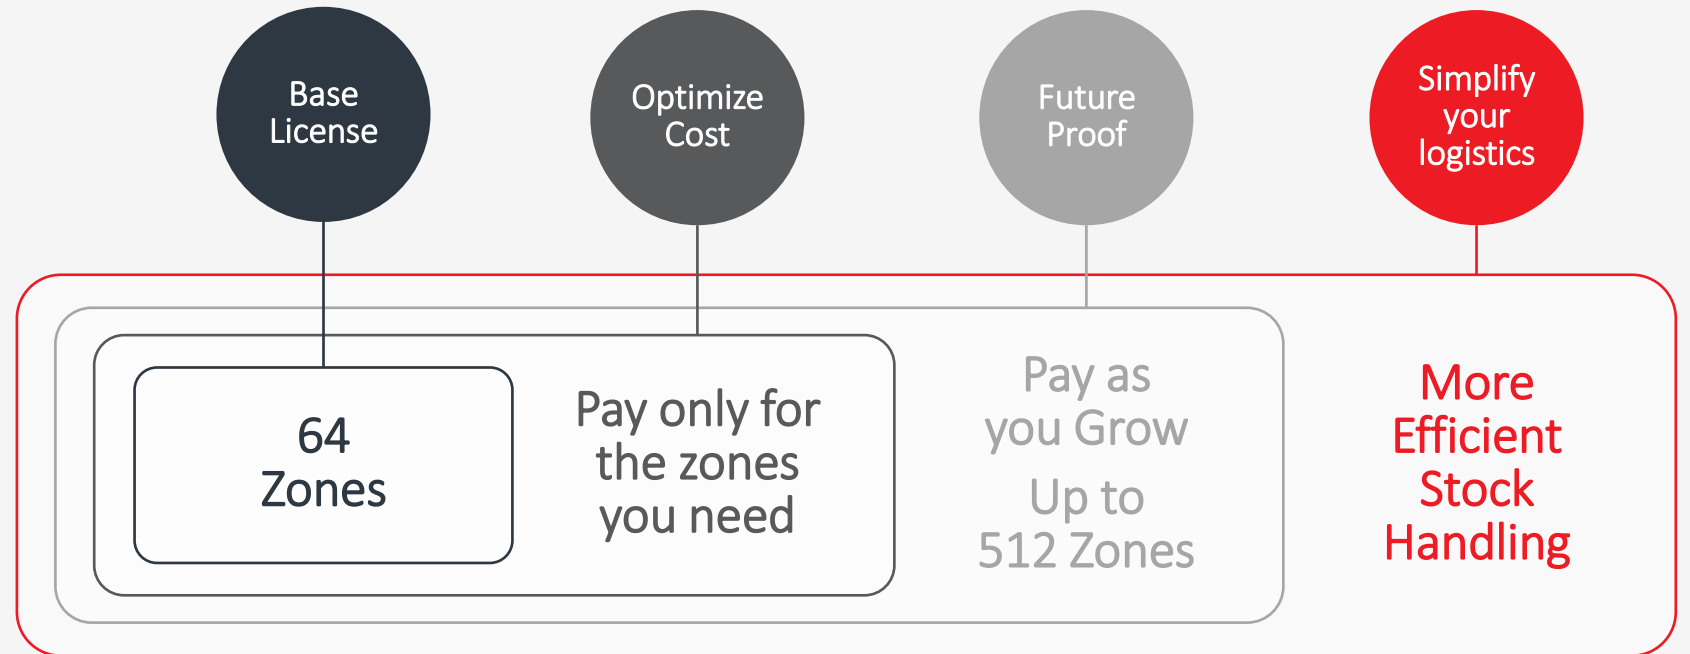 Base
License
Optimize
Cost
Future
Proof
Simplify
your
logistics
64
Zones
Pay only for
the zones
you need
Pay as
you Grow
Up to
512 Zones
More
Efficient
Stock
Handling